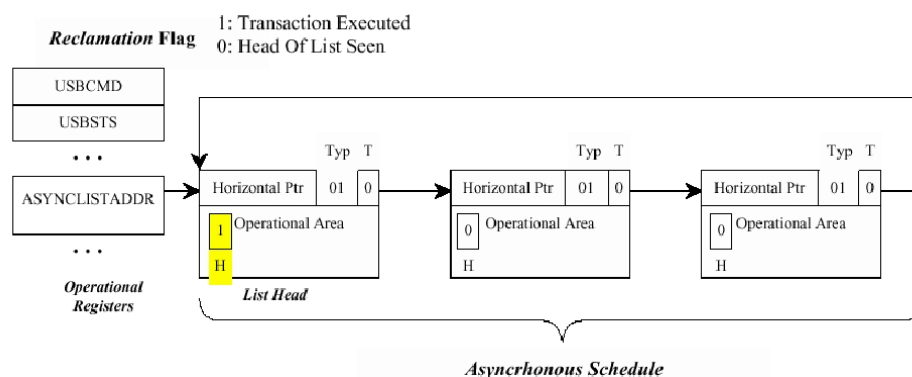 1: Transaction Executed
Reclamation Flag
0: Head Of List Seen
USBCMD
USBSTS
• • •
ASYNCLISTADDR
• • •
Operational
Registers
Typ T
Horizontal Ptr 01 0
1 Operational Area
H
List Head
Typ T
Horizontal Ptr 01 0
0 Operational Area
H
Typ T
Horizontal Ptr 01 0
0 Operational Area
H
Asyncrhonous Schedule